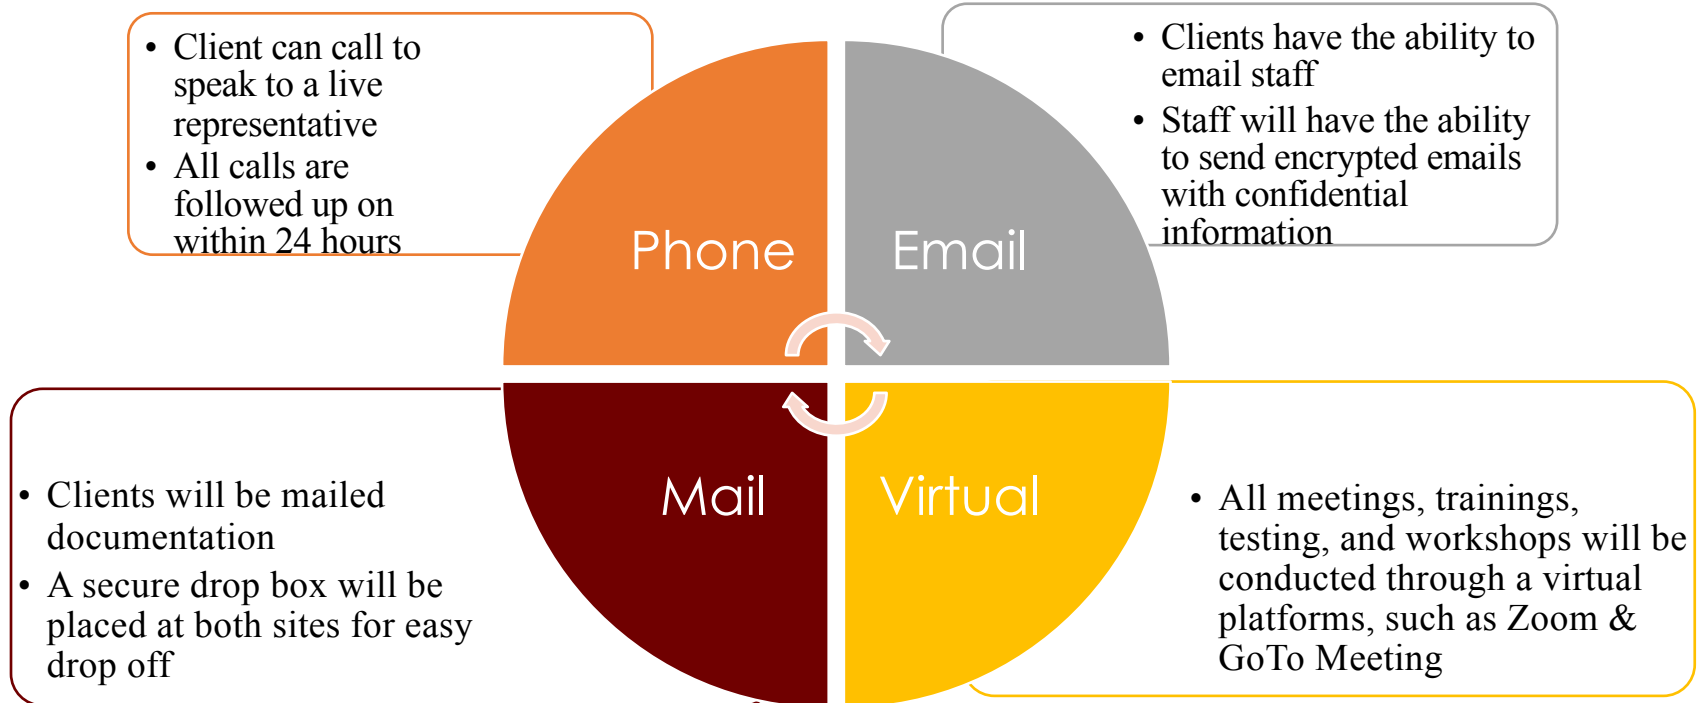 • Client can call to
speak to a live
representative
• All calls are
followed up on
within 24 hours
Phone
• Clients have the ability to
email staff
• Staff will have the ability
to send encrypted emails
with confidential
information
Email
• Clients will be mailed
documentation
• A secure drop box will be
placed at both sites for easy
drop off
Mail
Virtual
• All meetings, trainings,
testing, and workshops will be
conducted through a virtual
platforms, such as Zoom &
GoTo Meeting